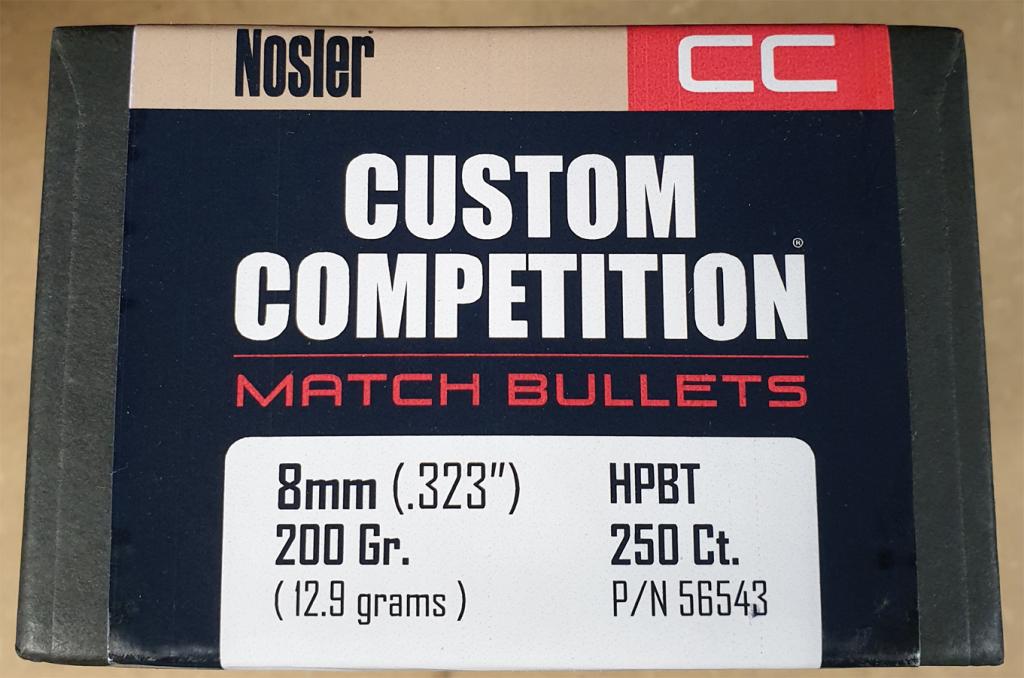 Nosler CC
CUSTOM
COMPETITION®
MATCH BULLETS
8mm (.323") HPBT
200 Gr. 250 Ct.
(12.9 grams) P/N 56543